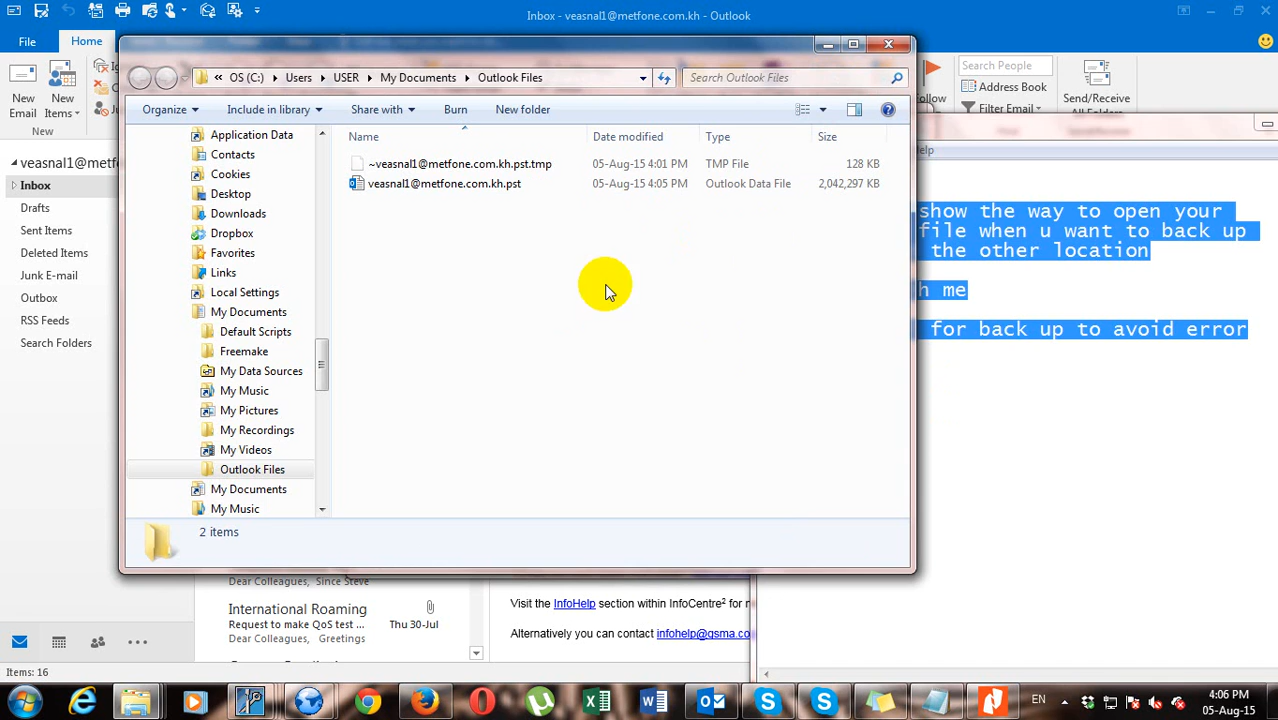 Inbox - veasnal1@metfone.com.kh - Outlook
File
Home
New Email
New Items
New
Search People
Address Book
Filter Email
Send/Receive
Follow
OS (C:) Users USER My Documents Outlook Files
Search Outlook Files
Organize
Include in library
Share with
Burn
New folder
Name
Date modified
Type
Size
~veasnal1@metfone.com.kh.pst.tmp 05-Aug-15 4:01 PM TMP File 128 KB
veasnal1@metfone.com.kh.pst 05-Aug-15 4:05 PM Outlook Data File 2,042,297 KB
Application Data
Contacts
Cookies
Desktop
Downloads
Dropbox
Favorites
Links
Local Settings
My Documents
Default Scripts
Freemake
My Data Sources
My Music
My Pictures
My Recordings
My Videos
Outlook Files
My Documents
My Music
2 items
veasnal1@metf
Inbox
Drafts
Sent Items
Deleted Items
Junk E-mail
Outbox
RSS Feeds
Search Folders
Items: 16
show the way to open your
file when u want to back up
the other location
h me
for back up to avoid error
Dear Colleagues, Since Steve
International Roaming
Request to make QoS test ... Thu 30-Jul
Dear Colleagues, Greetings
Visit the InfoHelp section within InfoCentre² for
Alternatively you can contact infohelp@gsma.co
EN
4:06 PM
05-Aug-15